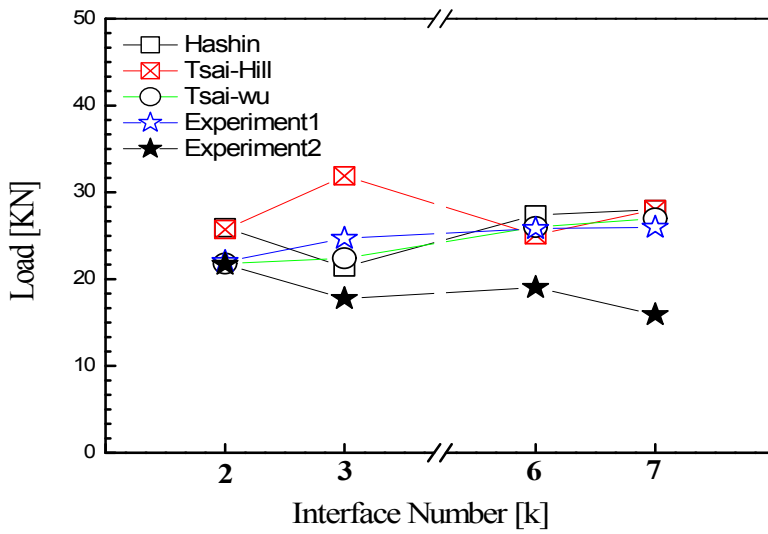 50
40
30
20
10
0
Load [KN]
Hashin
Tsai-Hill
Tsai-wu
Experiment1
Experiment2
2 3 6 7
Interface Number [k]